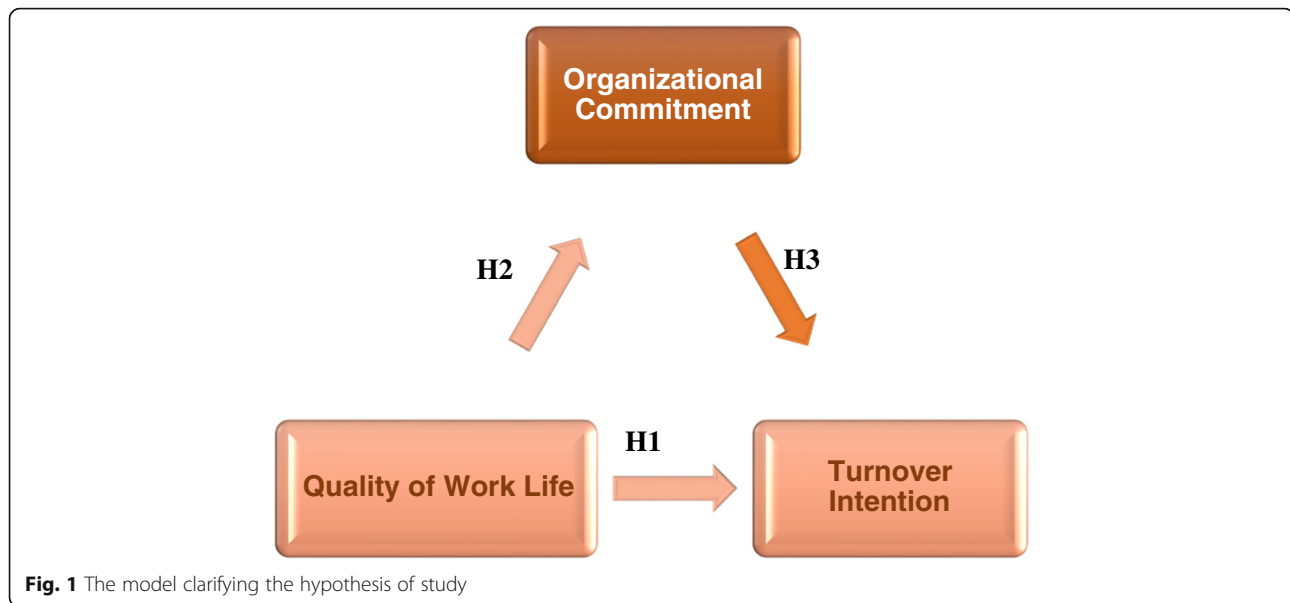 Organizational
Commitment
H2
H3
H1
Quality of Work Life
Turnover
Intention
Fig. 1 The model clarifying the hypothesis of study